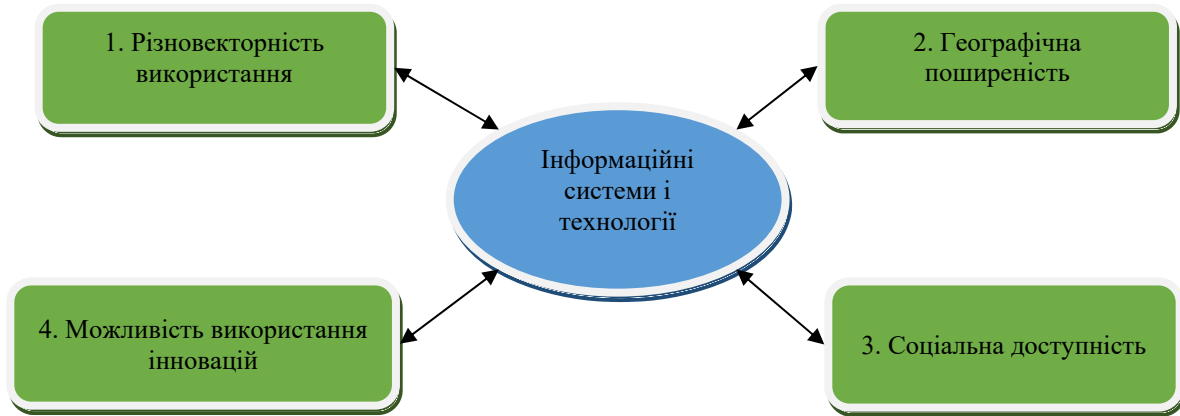 1. Різновекторність
використання
2. Географічна
поширеність
Інформаційні
системи і
технології
4. Можливість використання
інновацій
3. Соціальна доступність